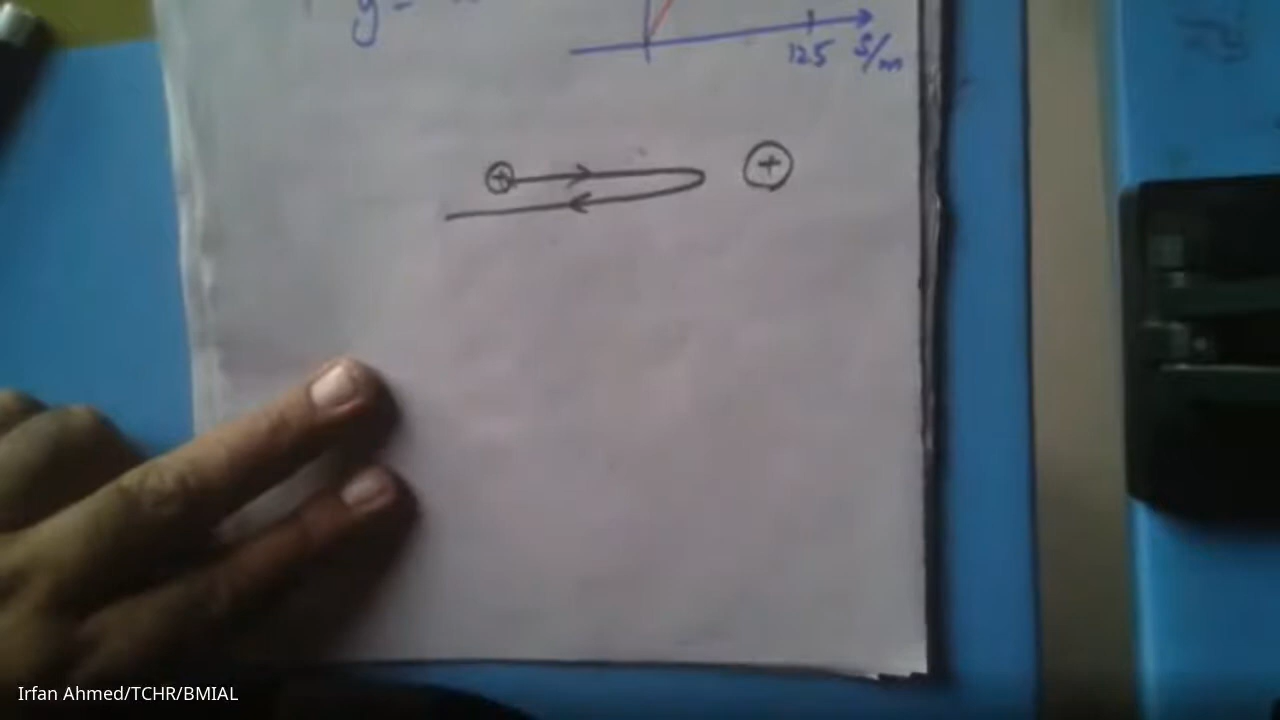 y =
125 S/m
+ +
Irfan Ahmed/TCHR/BMIAL